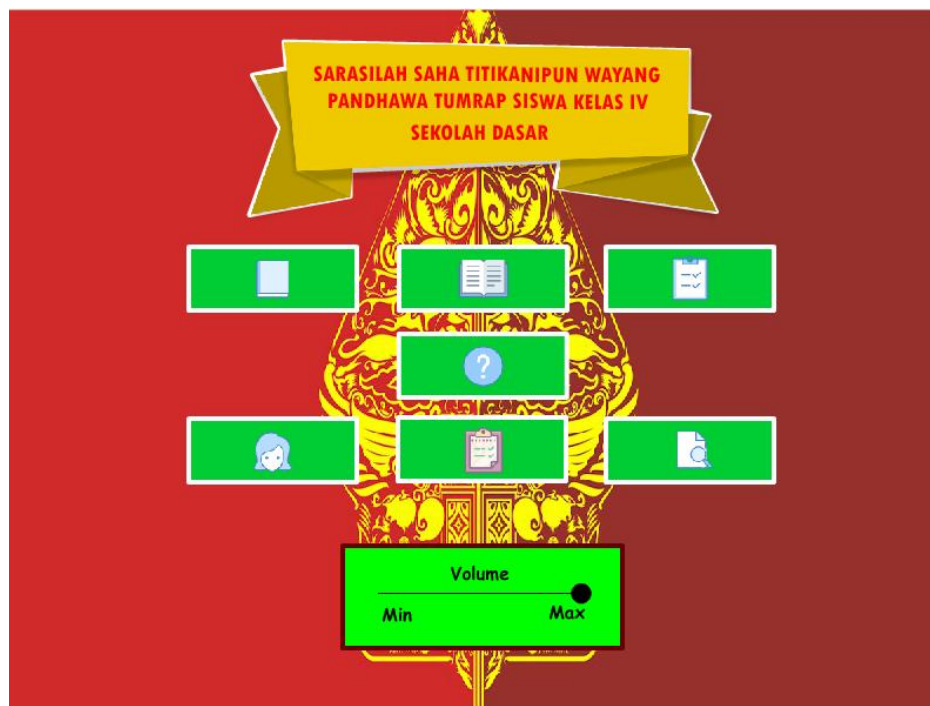 SARASILAH SAHA TITIKANIPUN WAYANG
PANDHAWA TUMRAP SISWA KELAS IV
SEKOLAH DASAR
?
Volume
Min Max